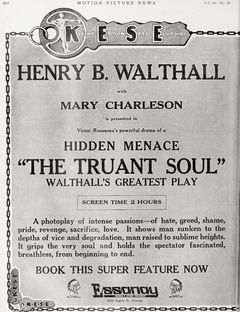 MOTION PICTURE NEWS
K E S E
HENRY B. WALTHALL
with
MARY CHARLESON
is presented in
Victor Rousseau's powerful drama of a
HIDDEN MENACE
"THE TRUANT SOUL"
WALTHALL'S GREATEST PLAY
SCREEN TIME 2 HOURS
A photoplay of intense passions—of hate, greed, shame,
pride, revenge, sacrifice, love. It shows man sunken to the
depths of vice and degradation, man raised to sublime heights.
It grips the very soul and holds the spectator fascinated,
breathless, from beginning to end.
BOOK THIS SUPER FEATURE NOW
Essanay
1333 Argyle St., Chicago
K E S E